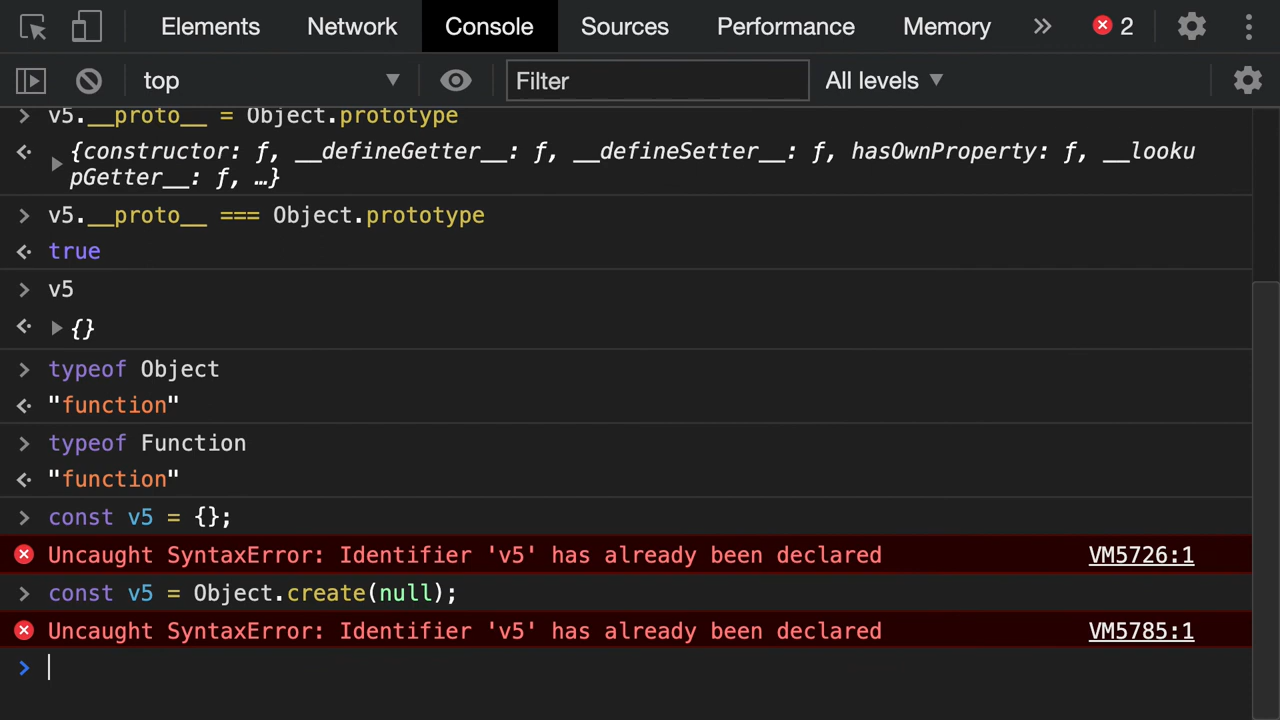 Elements Network Console Sources Performance Memory 2
top Filter All levels
> v5.__proto__ = Object.prototype
{constructor: ƒ, __defineGetter__: ƒ, __defineSetter__: ƒ, hasOwnProperty: ƒ, __looku
pGetter__: ƒ, …}
> v5.__proto__ === Object.prototype
true
> v5
{}
> typeof Object
"function"
> typeof Function
"function"
> const v5 = {};
Uncaught SyntaxError: Identifier 'v5' has already been declared VM5726:1
> const v5 = Object.create(null);
Uncaught SyntaxError: Identifier 'v5' has already been declared VM5785:1
>